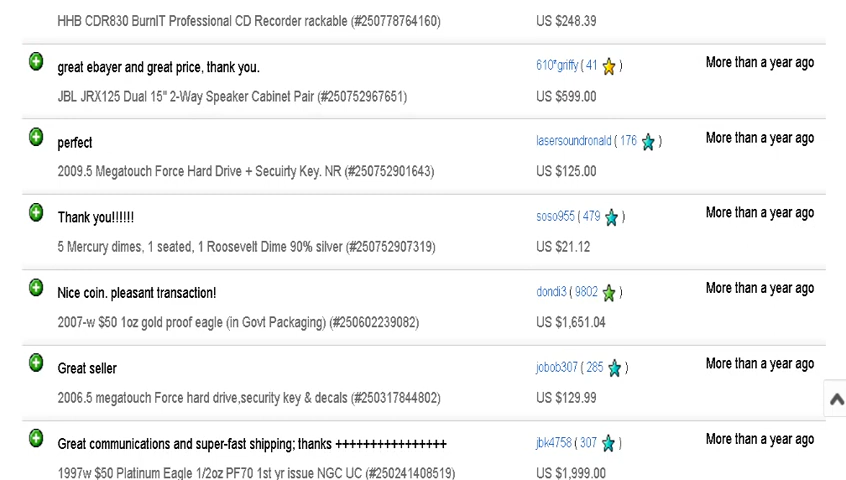 HHB CDR830 BurnIT Professional CD Recorder rackable (#250778764160) US $248.39
great ebayer and great price, thank you. 610*griffy ( 41 ) More than a year ago
JBL JRX125 Dual 15" 2-Way Speaker Cabinet Pair (#250752967651) US $599.00
perfect lasersoundronald ( 176 ) More than a year ago
2009.5 Megatouch Force Hard Drive + Secuirty Key. NR (#250752901643) US $125.00
Thank you!!!!!! soso955 ( 479 ) More than a year ago
5 Mercury dimes, 1 seated, 1 Roosevelt Dime 90% silver (#250752907319) US $21.12
Nice coin. pleasant transaction! dondi3 ( 9802 ) More than a year ago
2007-w $50 1oz gold proof eagle (in Govt Packaging) (#250602239082) US $1,651.04
Great seller jobob307 ( 285 ) More than a year ago
2006.5 megatouch Force hard drive,security key & decals (#250317844802) US $129.99
Great communications and super-fast shipping; thanks ++++++++++++++++ jbk4758 ( 307 ) More than a year ago
1997w $50 Platinum Eagle 1/2oz PF70 1st yr issue NGC UC (#250241408519) US $1,999.00